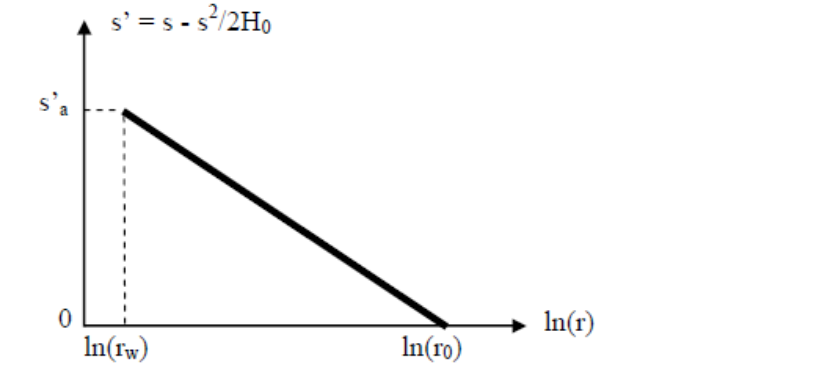 s’ = s - s²/2H₀
s’ₐ
0
ln(r)
ln(r_w)
ln(r₀)